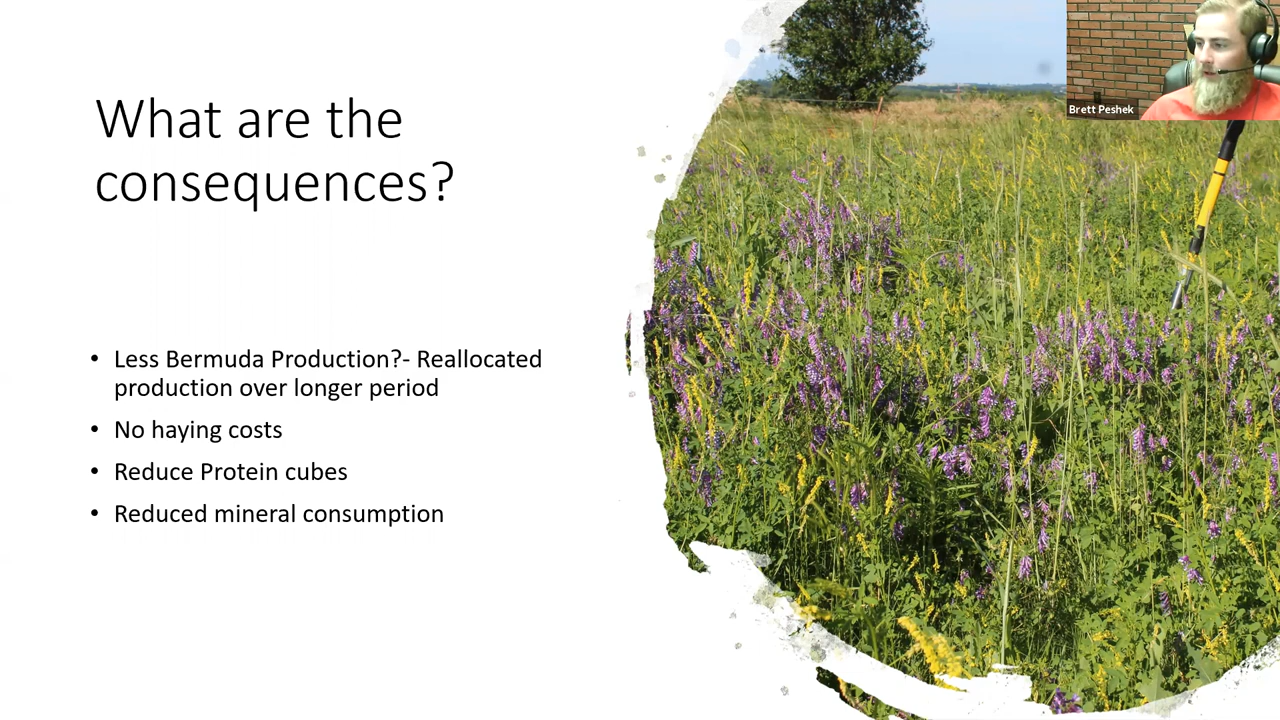 What are the
consequences?
• Less Bermuda Production?- Reallocated
production over longer period
• No haying costs
• Reduce Protein cubes
• Reduced mineral consumption
Brett Peshek